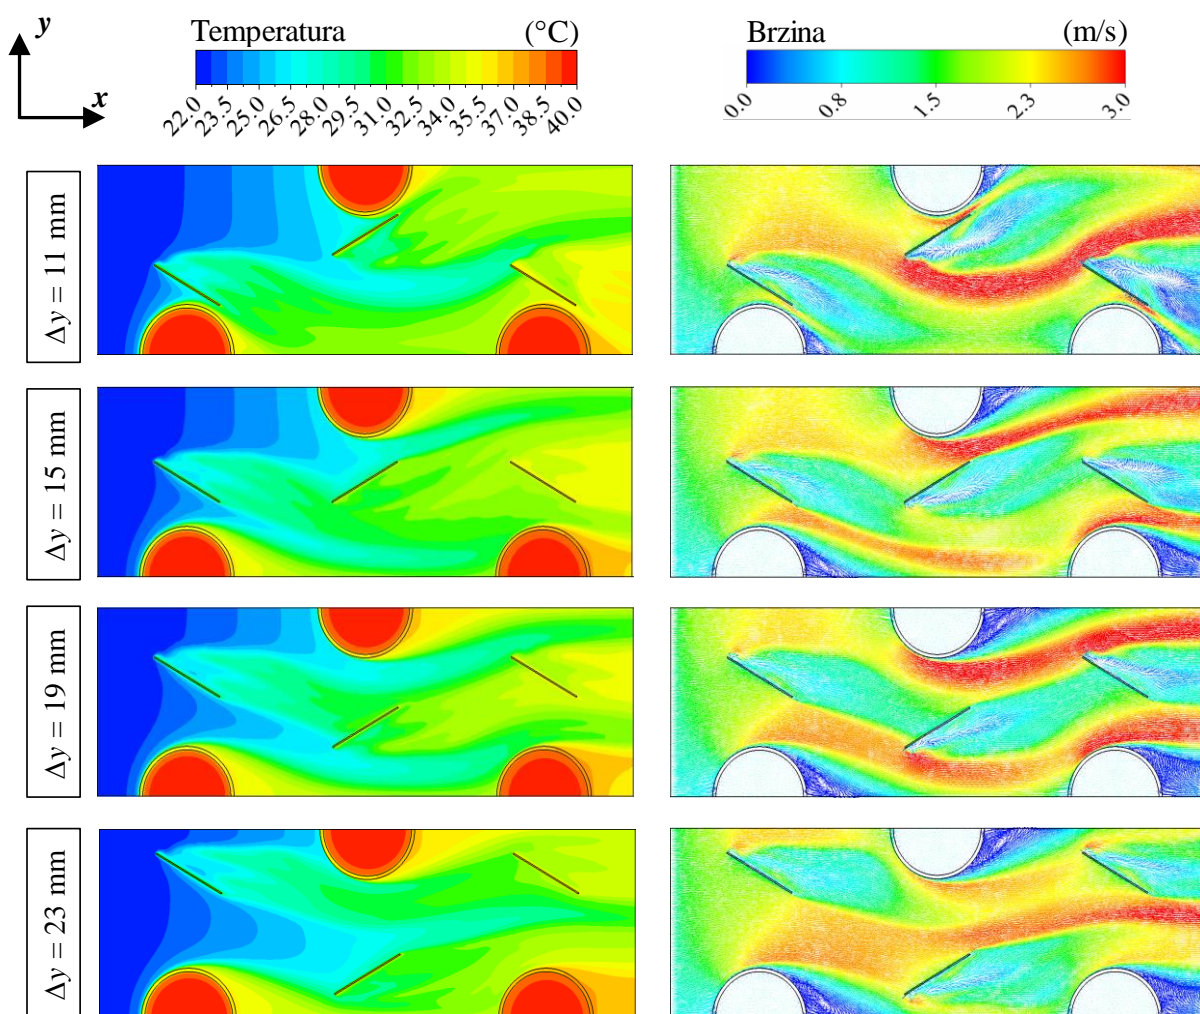 y
x
Temperatura (°C)
22.0 23.5 25.0 26.5 28.0 29.5 31.0 32.5 34.0 35.5 37.0 38.5 40.0
Brzina (m/s)
0.0 0.8 1.5 2.3 3.0
Δy = 11 mm
Δy = 15 mm
Δy = 19 mm
Δy = 23 mm